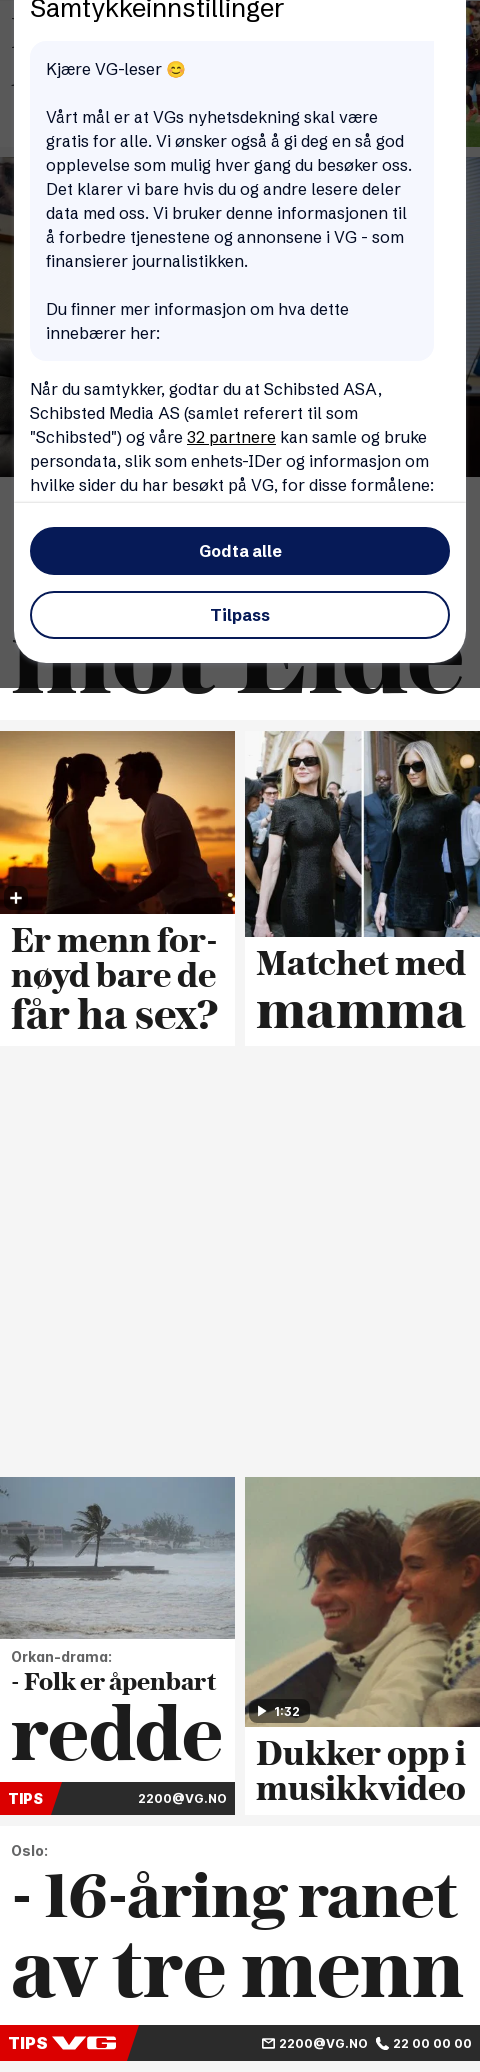 Samtykkeinnstillinger
Kjære VG-leser 😊
Vårt mål er at VGs nyhetsdekning skal være
gratis for alle. Vi ønsker også å gi deg en så god
opplevelse som mulig hver gang du besøker oss.
Det klarer vi bare hvis du og andre lesere deler
data med oss. Vi bruker denne informasjonen til
å forbedre tjenestene og annonsene i VG - som
finansierer journalistikken.
Du finner mer informasjon om hva dette
innebærer her:
Når du samtykker, godtar du at Schibsted ASA,
Schibsted Media AS (samlet referert til som
"Schibsted") og våre 32 partnere kan samle og bruke
persondata, slik som enhets-IDer og informasjon om
hvilke sider du har besøkt på VG, for disse formålene:
Godta alle
Tilpass
mot Eide
Er menn for-
nøyd bare de
får ha sex?
Matchet med
mamma
Orkan-drama:
- Folk er åpenbart
redde
TIPS 2200@VG.NO
1:32
Dukker opp i
musikkvideo
Oslo:
- 16-åring ranet
av tre menn
TIPS VG 2200@VG.NO 22 00 00 00